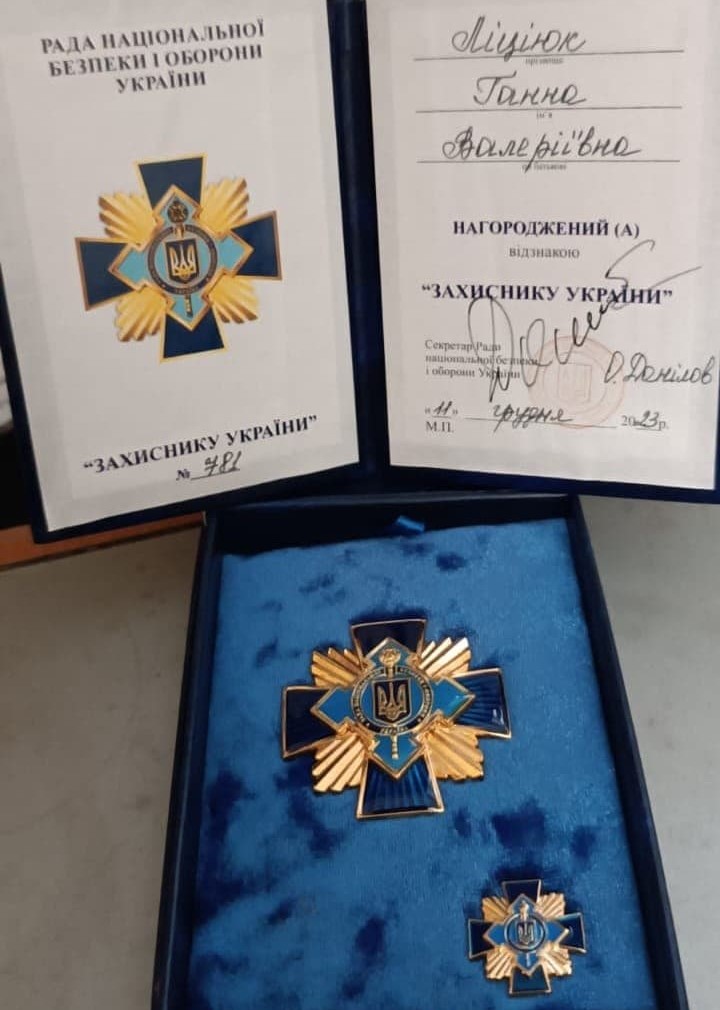 РАДА НАЦІОНАЛЬНОЇ
БЕЗПЕКИ І ОБОРОНИ
УКРАЇНИ
“ЗАХИСНИКУ УКРАЇНИ”
№ 781
Ліціюк
прізвище
Ганна
ім'я
Валеріївна
по батькові
НАГОРОДЖЕНИЙ (А)
відзнакою
“ЗАХИСНИКУ УКРАЇНИ”
Секретар Ради
національної безпеки
і оборони України
О. Данілов
“ 11 ” грудня 2023р.
М.П.